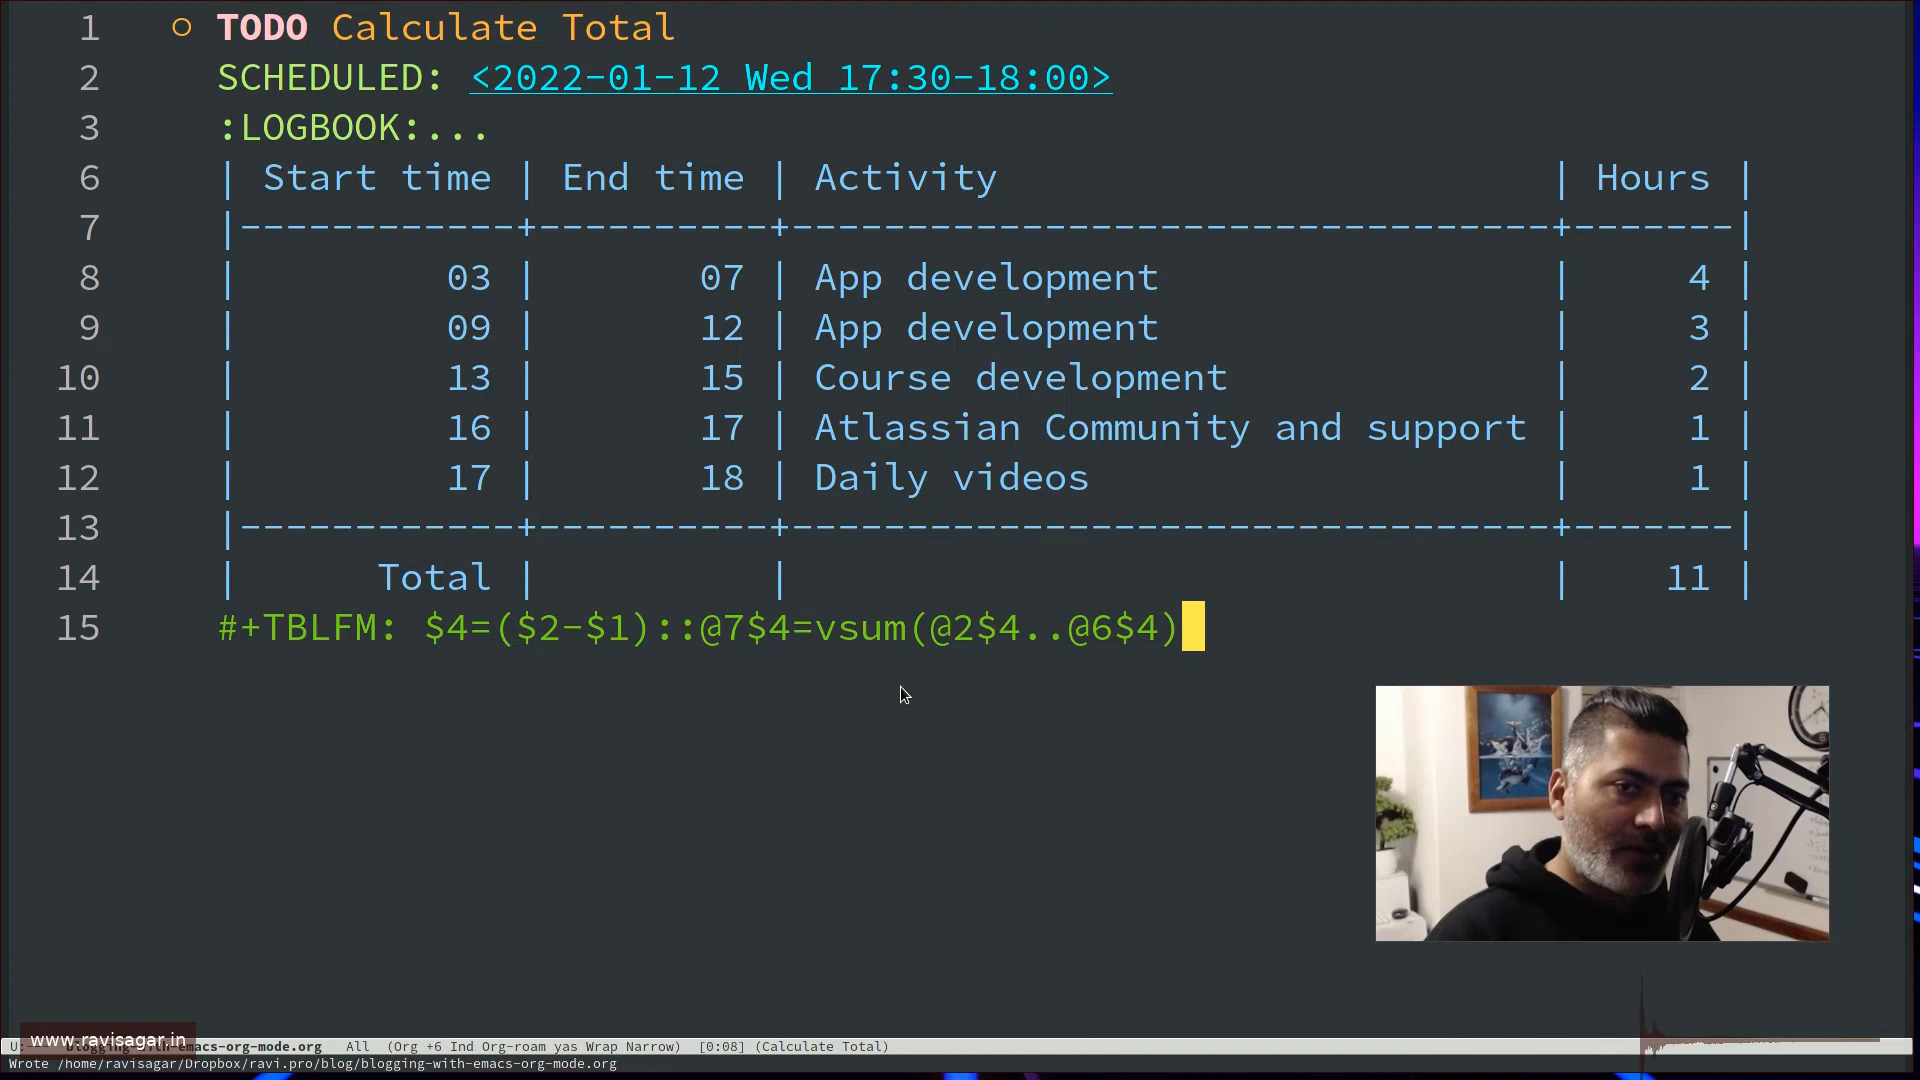 1 TODO Calculate Total
2 SCHEDULED: <2022-01-12 Wed 17:30-18:00>
3 :LOGBOOK:...
6 | Start time | End time | Activity | Hours |
7 |------------+----------+---------------------------------+-------|
8 | 03 | 07 | App development | 4 |
9 | 09 | 12 | App development | 3 |
10 | 13 | 15 | Course development | 2 |
11 | 16 | 17 | Atlassian Community and support | 1 |
12 | 17 | 18 | Daily videos | 1 |
13 |------------+----------+---------------------------------+-------|
14 | Total | | | 11 |
15 #+TBLFM: $4=($2-$1)::@7$4=vsum(@2$4..@6$4)
www.ravisagar.in
blogging-with-emacs-org-mode.org All (Org +6 Ind Org-roam yas Wrap Narrow) [0:08] (Calculate Total)
Wrote /home/ravisagar/Dropbox/ravi.pro/blog/blogging-with-emacs-org-mode.org